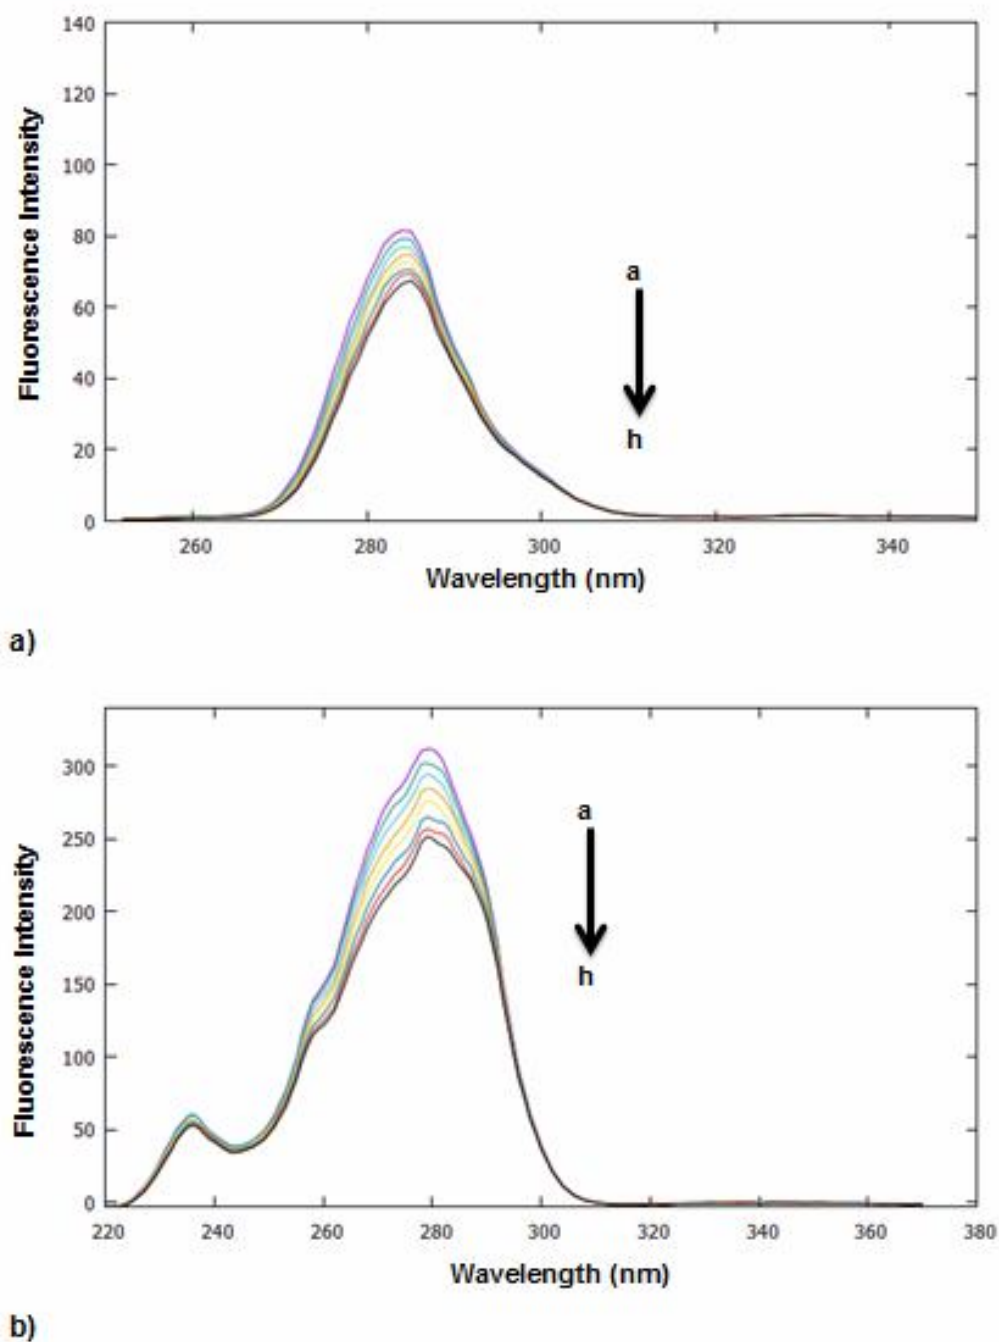 140
120
100
80
60
40
20
0
Fluorescence Intensity
a
h
260 280 300 320 340
Wavelength (nm)
a)
300
250
200
150
100
50
0
Fluorescence Intensity
a
h
220 240 260 280 300 320 340 360 380
Wavelength (nm)
b)